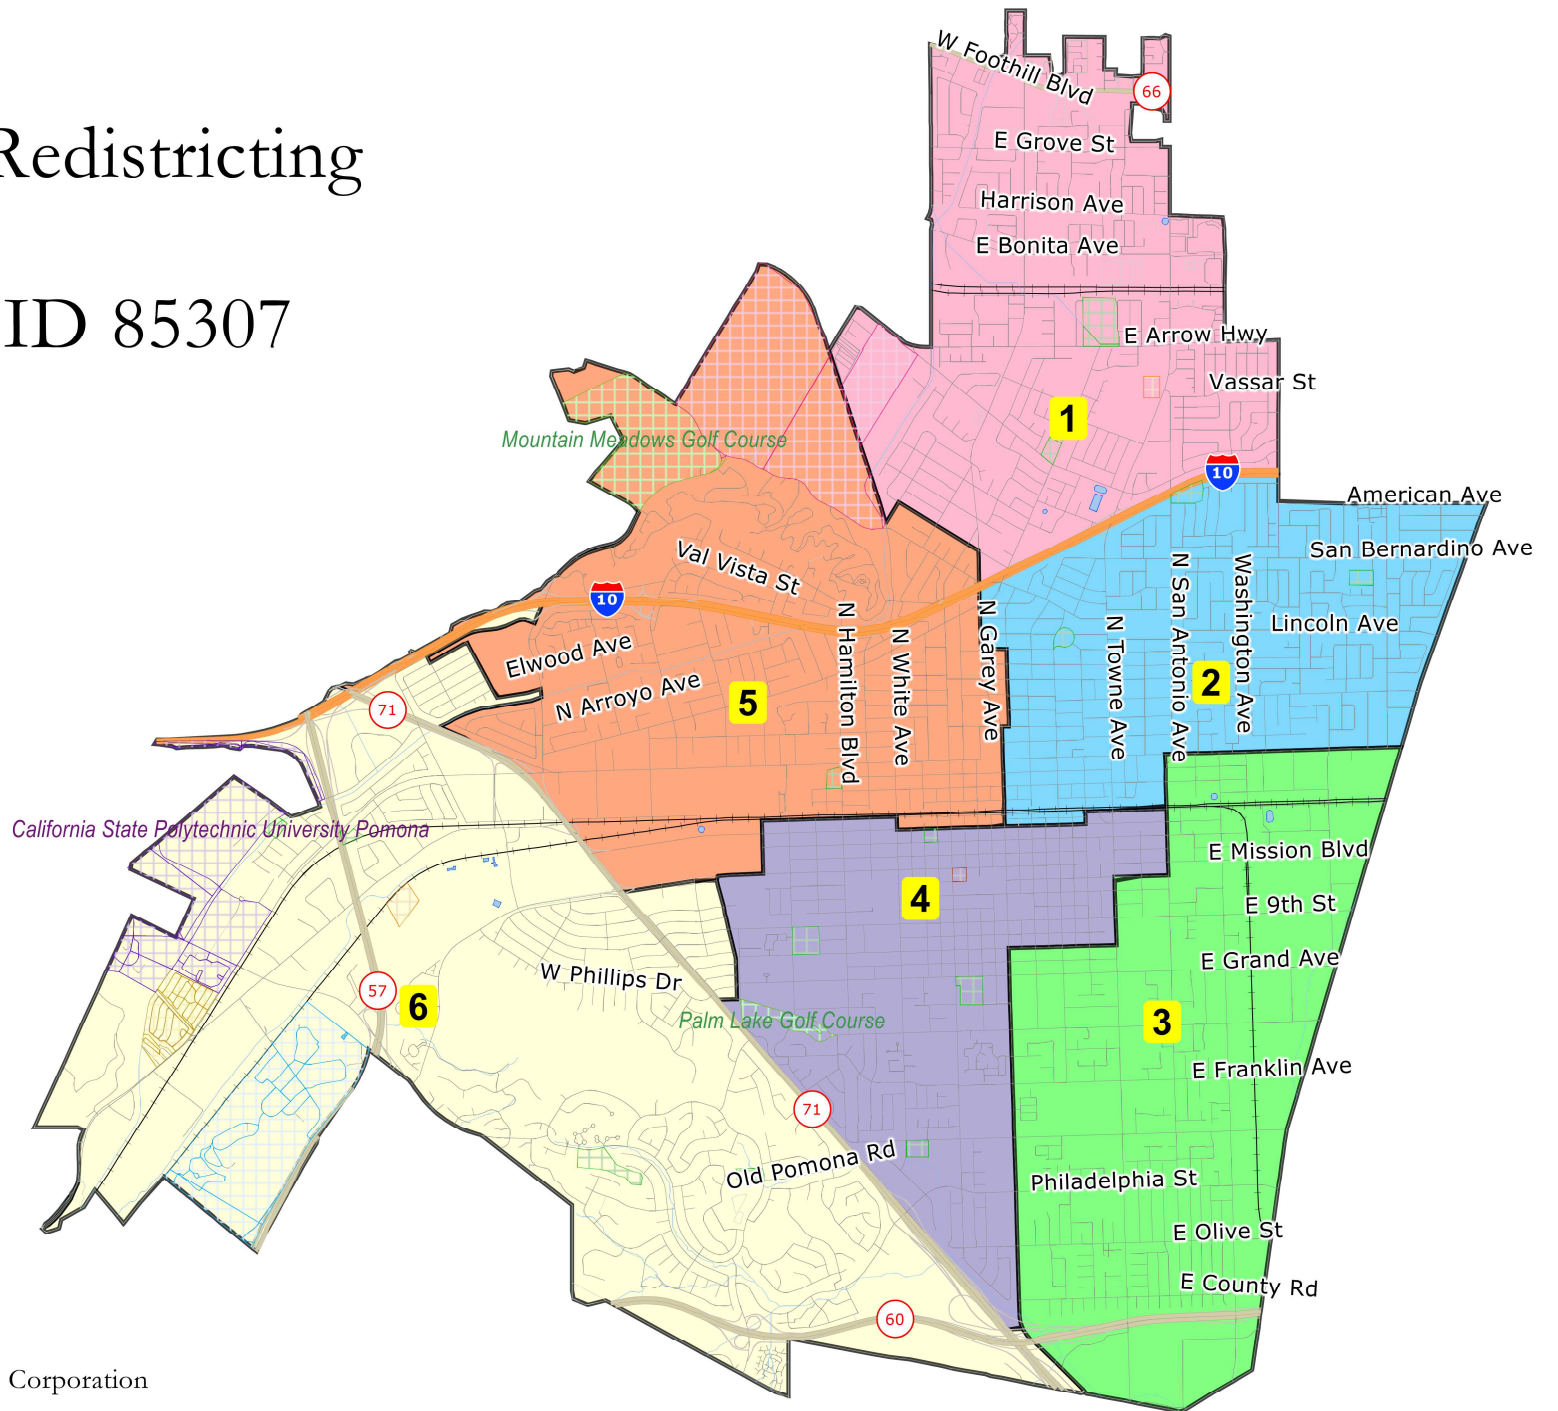 Redistricting
ID 85307
W Foothill Blvd
66
E Grove St
Harrison Ave
E Bonita Ave
E Arrow Hwy
Vassar St
1
Mountain Meadows Golf Course
10
American Ave
San Bernardino Ave
Val Vista St
10
N Hamilton Blvd
N White Ave
N Garey Ave
N Towne Ave
N San Antonio Ave
Washington Ave
Lincoln Ave
Elwood Ave
N Arroyo Ave
5
2
71
California State Polytechnic University Pomona
E Mission Blvd
4
E 9th St
E Grand Ave
W Phillips Dr
57
6
Palm Lake Golf Course
3
E Franklin Ave
71
Old Pomona Rd
Philadelphia St
E Olive St
E County Rd
60
Corporation